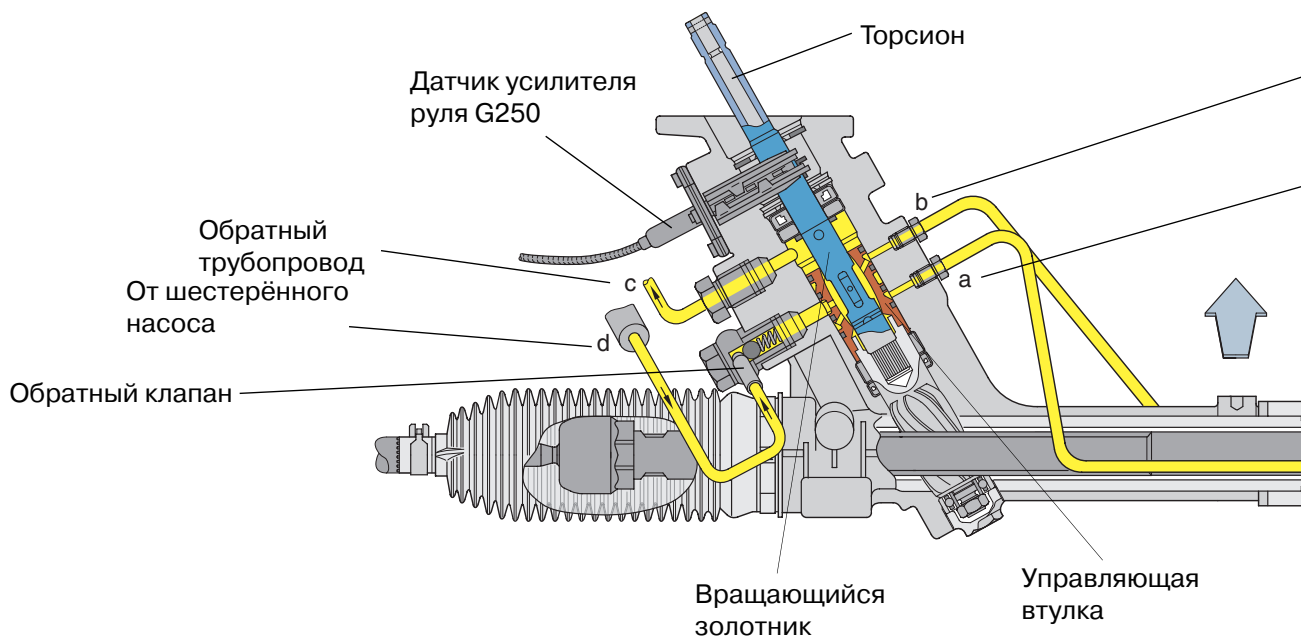 Торсион
Датчик усилителя
руля G250
b
Обратный
трубопровод
a
c
От шестерённого
насоса
d
Обратный клапан
Вращающийся
золотник
Управляющая
втулка